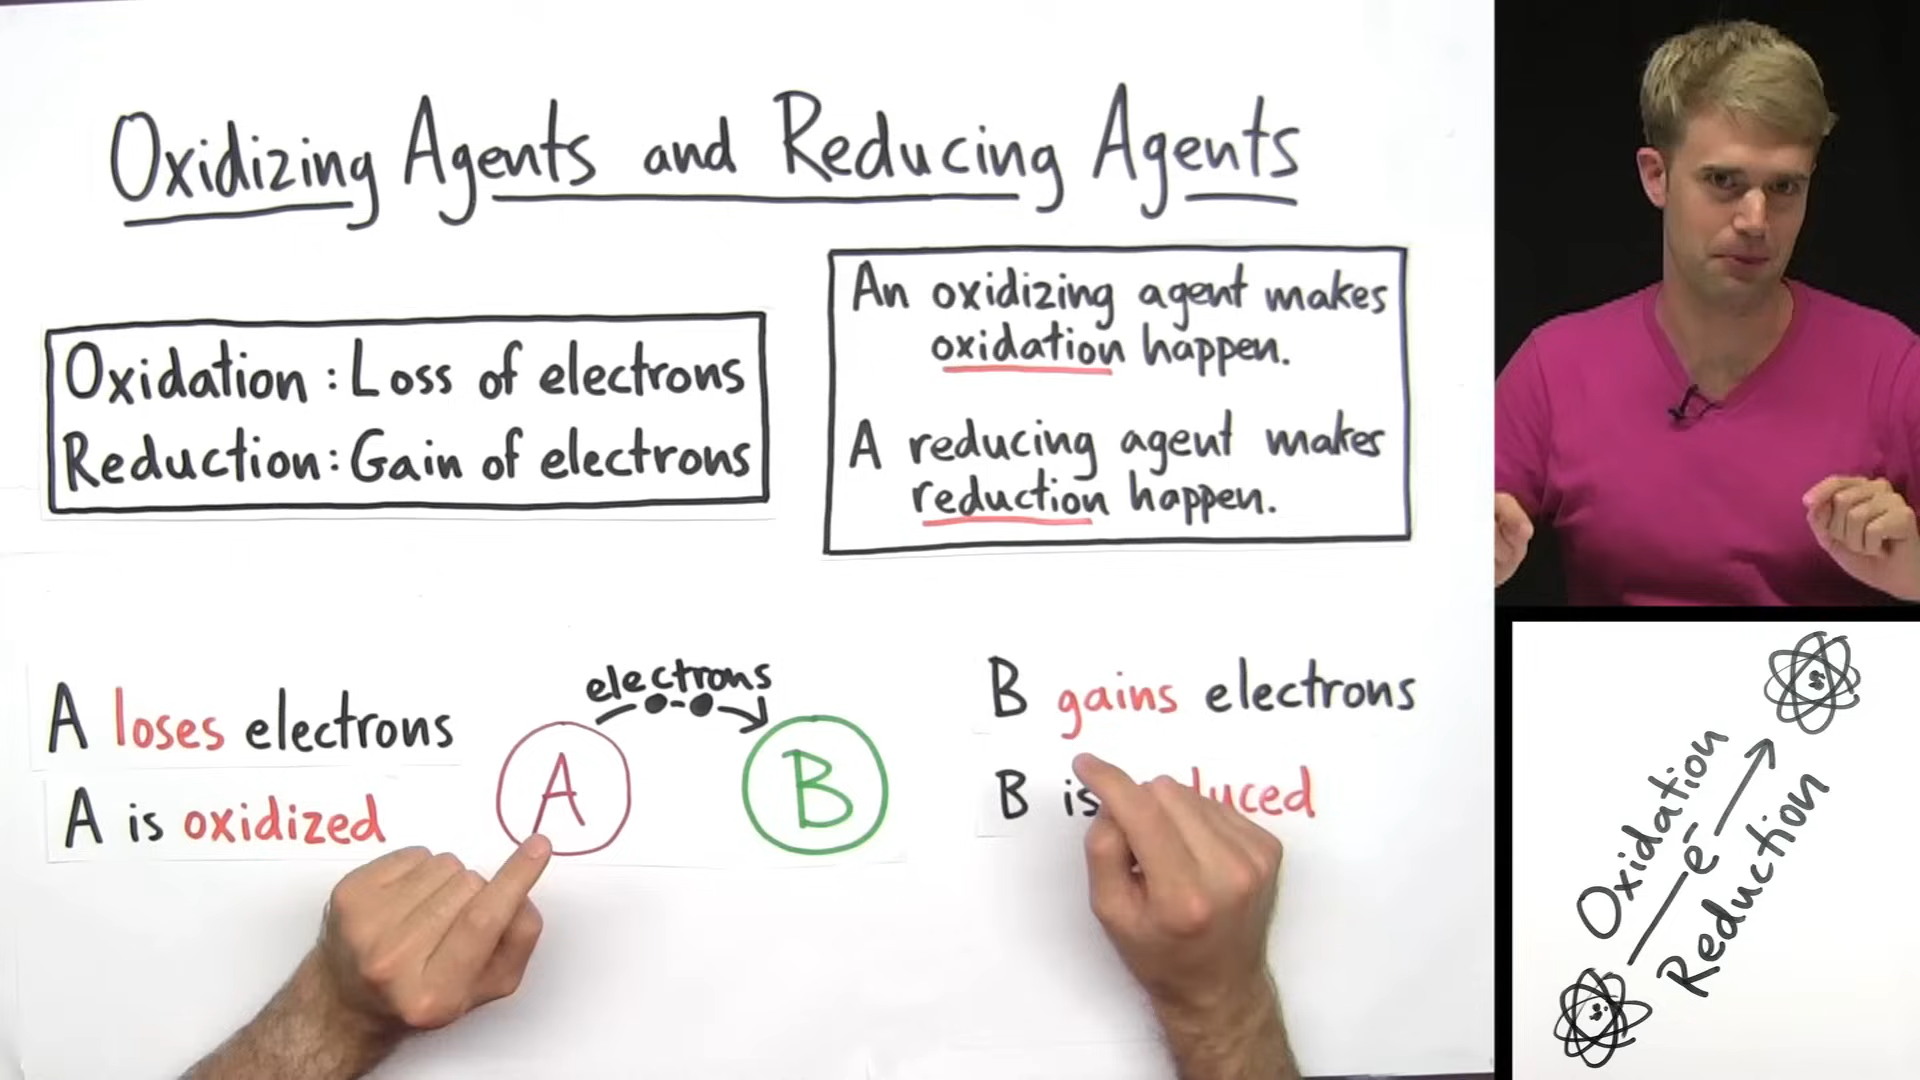 Oxidizing Agents and Reducing Agents
Oxidation: Loss of electrons
Reduction: Gain of electrons
An oxidizing agent makes
oxidation happen.
A reducing agent makes
reduction happen.
A loses electrons
A is oxidized
electrons
A
B
B gains electrons
B is
Oxidation
e⁻
Reduction